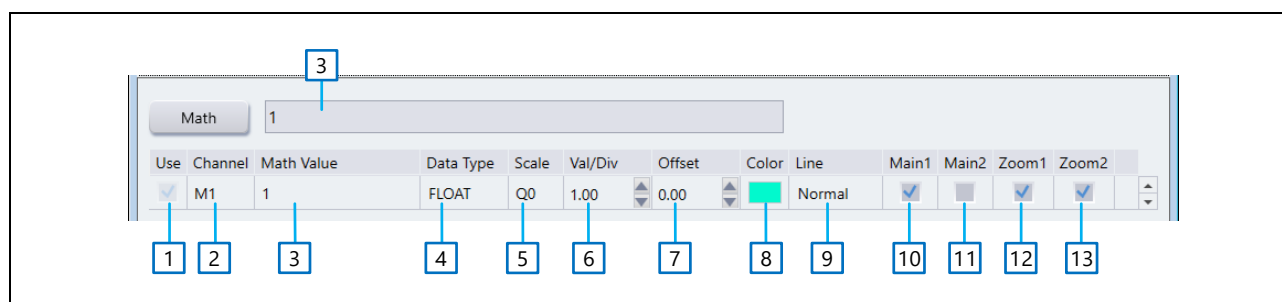 3
Math 1
Use Channel Math Value Data Type Scale Val/Div Offset Color Line Main1 Main2 Zoom1 Zoom2
M1 1 FLOAT Q0 1.00 0.00 Normal
1 2 3 4 5 6 7 8 9 10 11 12 13